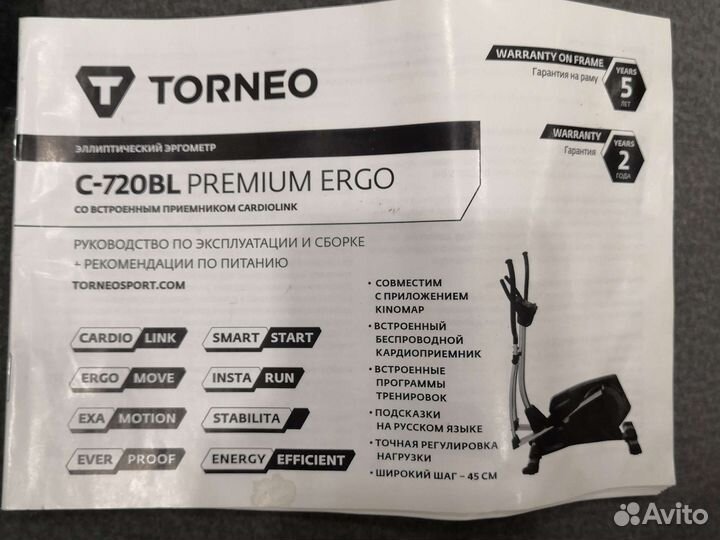 TORNEO
ЭЛЛИПТИЧЕСКИЙ ЭРГОМЕТР
C-720BL PREMIUM ERGO
СО ВСТРОЕННЫМ ПРИЕМНИКОМ CARDIOLINK
РУКОВОДСТВО ПО ЭКСПЛУАТАЦИИ И СБОРКЕ
+ РЕКОМЕНДАЦИИ ПО ПИТАНИЮ
TORNEOSPORT.COM
CARDIO LINK
SMART START
ERGO MOVE
INSTA RUN
EXA MOTION
STABILITA
EVER PROOF
ENERGY EFFICIENT
WARRANTY ON FRAME
Гарантия на раму
YEARS
5
ЛЕТ
WARRANTY
Гарантия
YEARS
2
ГОДА
• СОВМЕСТИМ
С ПРИЛОЖЕНИЕМ
KINOMAP
• ВСТРОЕННЫЙ
БЕСПРОВОДНОЙ
КАРДИОПРИЕМНИК
• ВСТРОЕННЫЕ
ПРОГРАММЫ
ТРЕНИРОВОК
• ПОДСКАЗКИ
НА РУССКОМ ЯЗЫКЕ
• ТОЧНАЯ РЕГУЛИРОВКА
НАГРУЗКИ
• ШИРОКИЙ ШАГ – 45 СМ
Avito